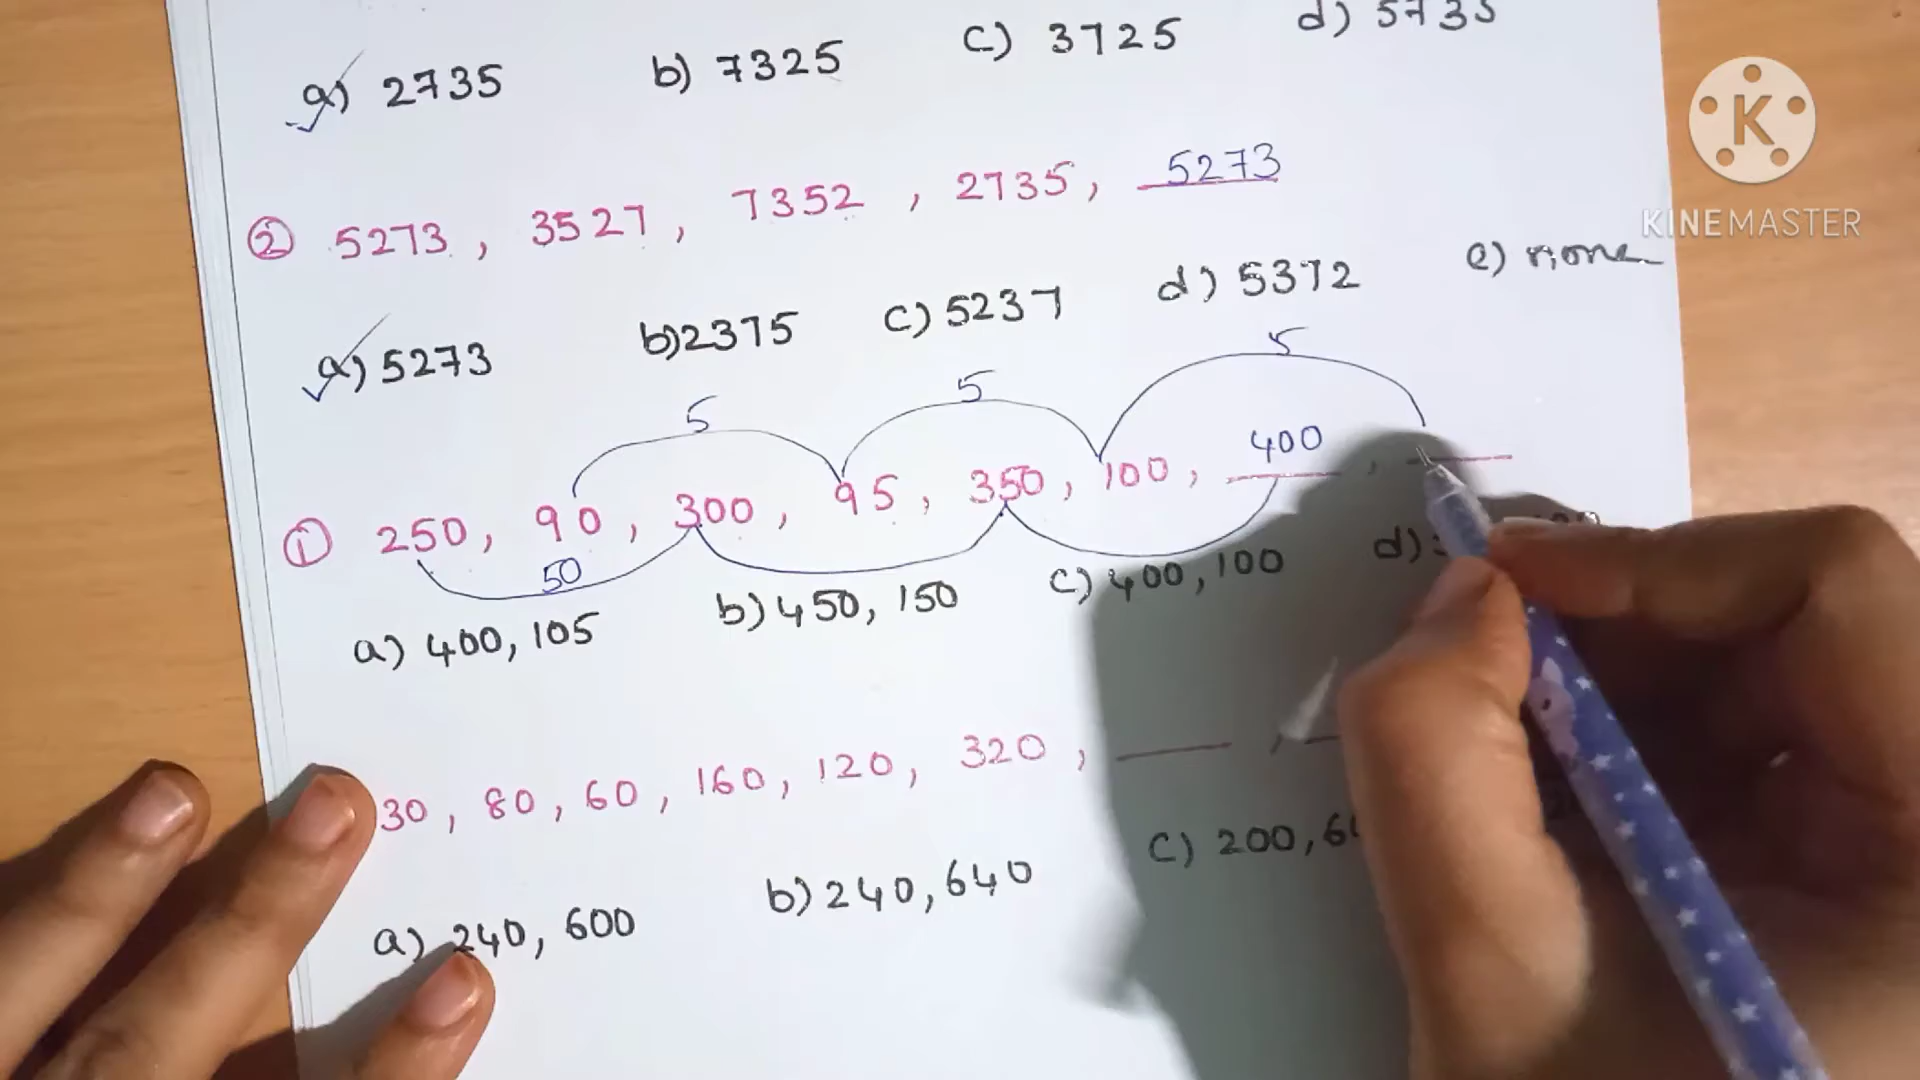 a) 2735 b) 7325 c) 3725 d) 5735
② 5273, 3527, 7352, 2735, 5273
a) 5273 b) 2375 c) 5237 d) 5372 e) none
5 5 5
① 250, 90, 300, 95, 350, 100, 400,
50
a) 400, 105 b) 450, 150 c) 400, 100 d)
30, 80, 60, 160, 120, 320,
a) 240, 600 b) 240, 640 c) 200,
K
KINEMASTER